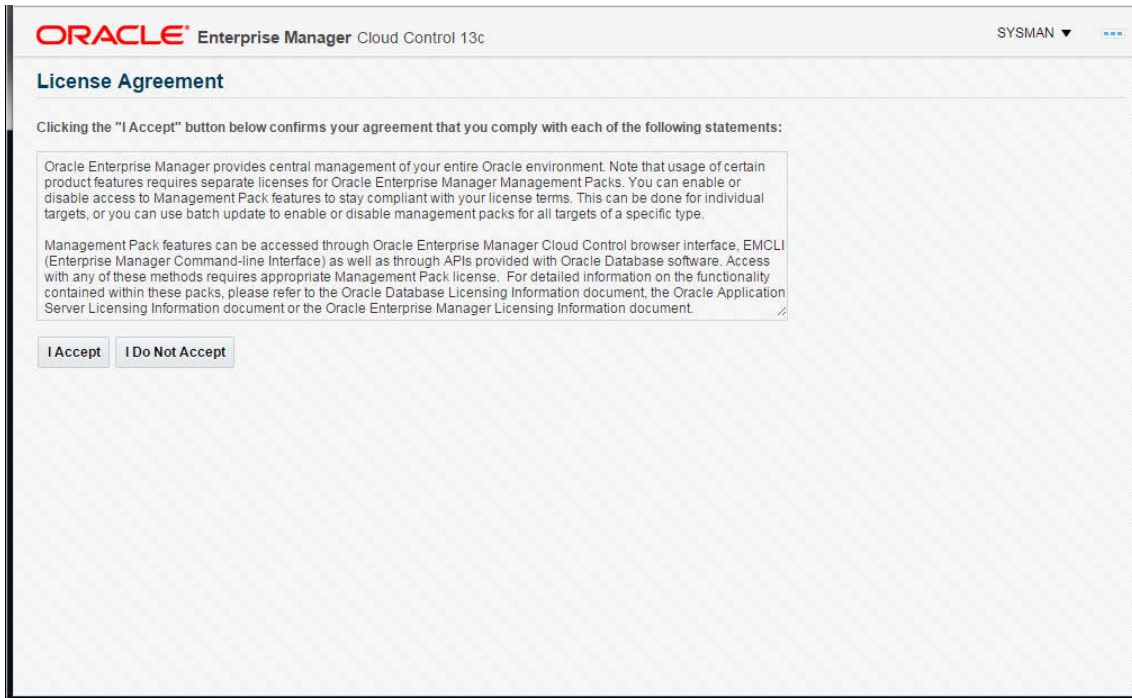 ORACLE® Enterprise Manager Cloud Control 13c
SYSMAN ▼
License Agreement
Clicking the "I Accept" button below confirms your agreement that you comply with each of the following statements:
Oracle Enterprise Manager provides central management of your entire Oracle environment. Note that usage of certain
product features requires separate licenses for Oracle Enterprise Manager Management Packs. You can enable or
disable access to Management Pack features to stay compliant with your license terms. This can be done for individual
targets, or you can use batch update to enable or disable management packs for all targets of a specific type.
Management Pack features can be accessed through Oracle Enterprise Manager Cloud Control browser interface, EMCLI
(Enterprise Manager Command-line Interface) as well as through APIs provided with Oracle Database software. Access
with any of these methods requires appropriate Management Pack license.  For detailed information on the functionality
contained within these packs, please refer to the Oracle Database Licensing Information document, the Oracle Application
Server Licensing Information document or the Oracle Enterprise Manager Licensing Information document.
I Accept I Do Not Accept